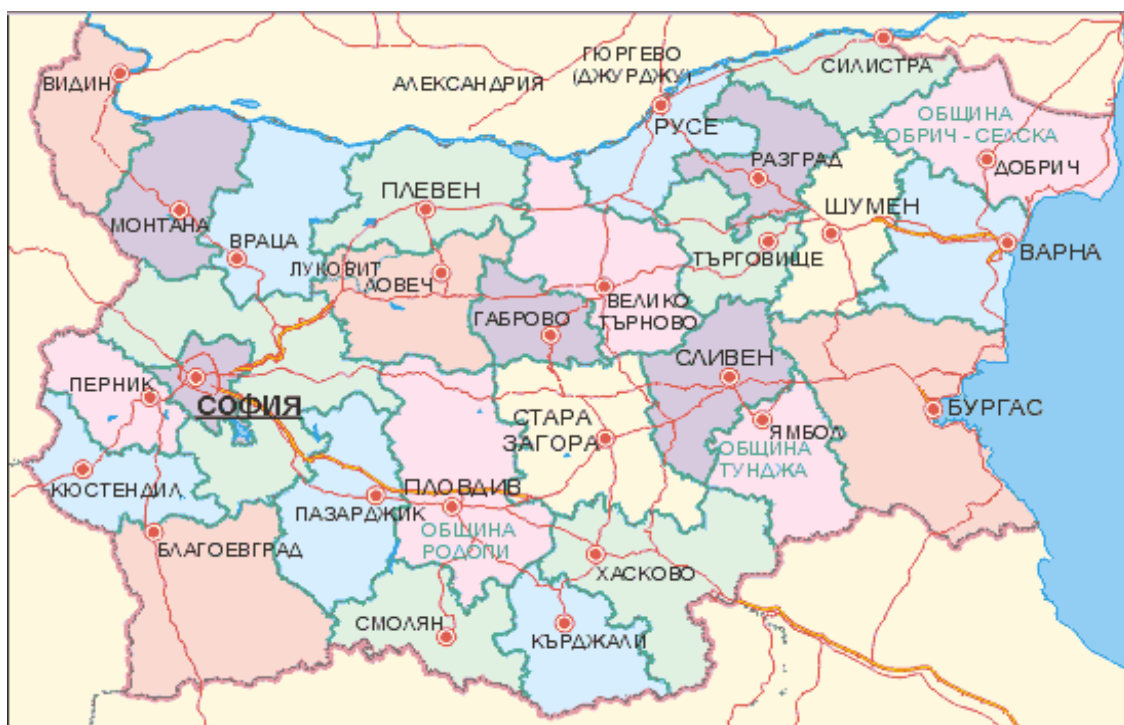 ГЮРГЕВО
(ДЖУРДЖУ)
СИЛИСТРА
ВИДИН
АЛЕКСАНДРИЯ
ОБЩИНА
ДОБРИЧ - СЕЛСКА
РУСЕ
РАЗГРАД
ДОБРИЧ
ПЛЕВЕН
ШУМЕН
МОНТАНА
ВРАЦА
ТЪРГОВИЩЕ
ВАРНА
ЛУКОВИТ
ЛОВЕЧ
ВЕЛИКО
ТЪРНОВО
ГАБРОВО
СЛИВЕН
ПЕРНИК
СОФИЯ
СТАРА
ЗАГОРА
БУРГАС
ЯМБОЛ
ОБЩИНА
ТУНДЖА
КЮСТЕНДИЛ
ПЛОВДИВ
ПАЗАРДЖИК
ОБЩИНА
РОДОПИ
БЛАГОЕВГРАД
ХАСКОВО
СМОЛЯН
КЪРДЖАЛИ